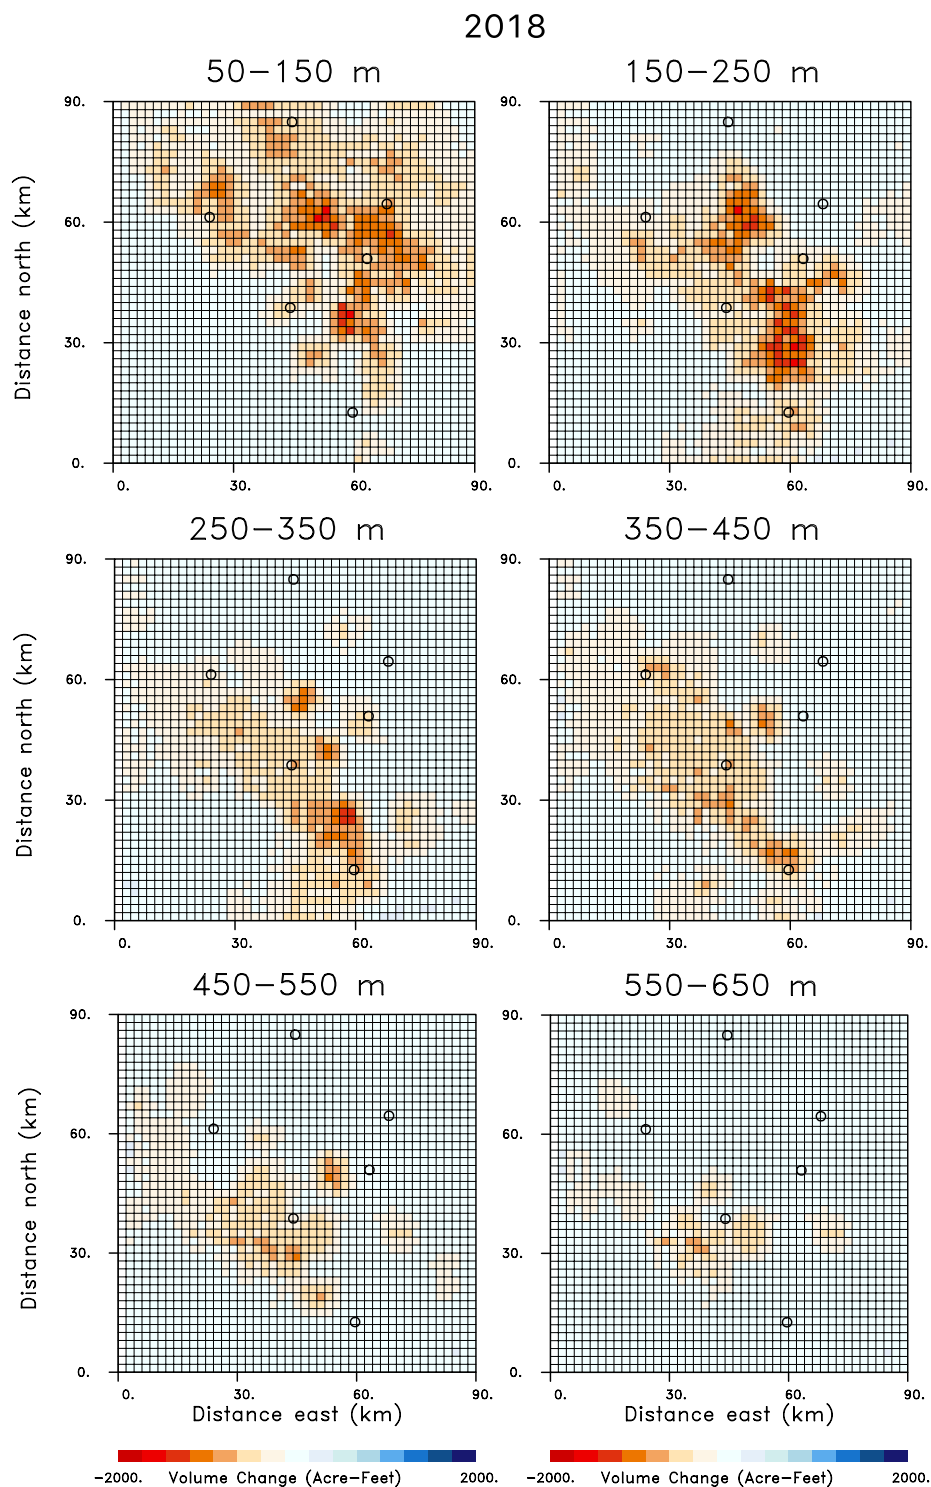 2018
50-150 m 150-250 m
90. 90.
60. 60.
30. 30.
0. 0.
Distance north (km)
0. 30. 60. 90. 0. 30. 60. 90.
250-350 m 350-450 m
90. 90.
60. 60.
30. 30.
0. 0.
Distance north (km)
0. 30. 60. 90. 0. 30. 60. 90.
450-550 m 550-650 m
90. 90.
60. 60.
30. 30.
0. 0.
Distance north (km)
0. 30. 60. 90. 0. 30. 60. 90.
Distance east (km) Distance east (km)
-2000. Volume Change (Acre-Feet) 2000. -2000. Volume Change (Acre-Feet) 2000.